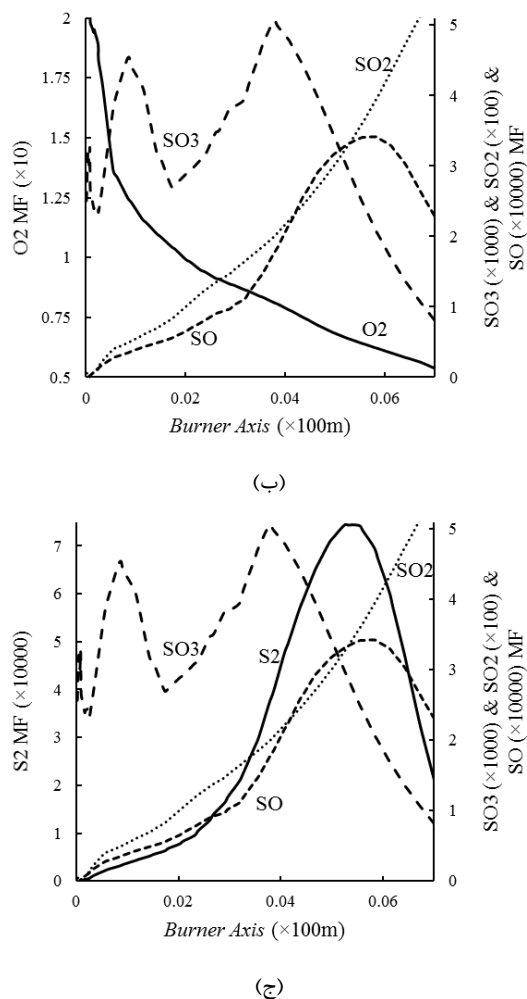 2
1.75
1.5
1.25
1
0.75
0.5
O2 MF (×10)
SO3
SO2
SO
O2
5
4
3
2
1
0
SO3 (×1000) & SO2 (×100) &
SO (×10000) MF
0
0.02
0.04
0.06
Burner Axis (×100m)
(ب)
7
6
5
4
3
2
1
0
S2 MF (×10000)
SO3
S2
SO2
SO
5
4
3
2
1
0
SO3 (×1000) & SO2 (×100) &
SO (×10000) MF
0
0.02
0.04
0.06
Burner Axis (×100m)
(ج)